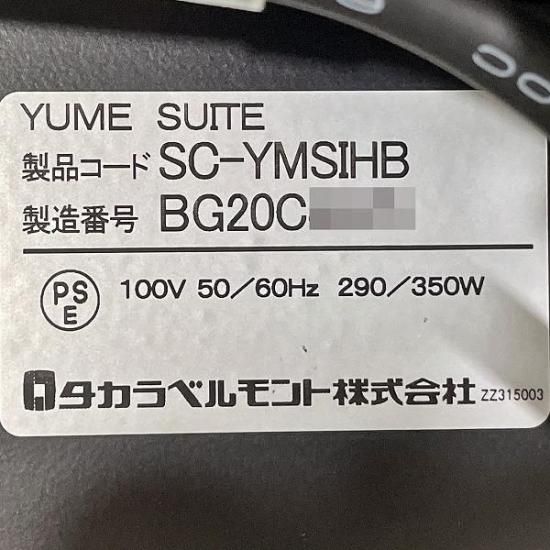 YUME SUITE
製品コード SC-YMSIHB
製造番号 BG20C
PS
E
100V 50/60Hz 290/350W
タカラベルモント株式会社 ZZ315003